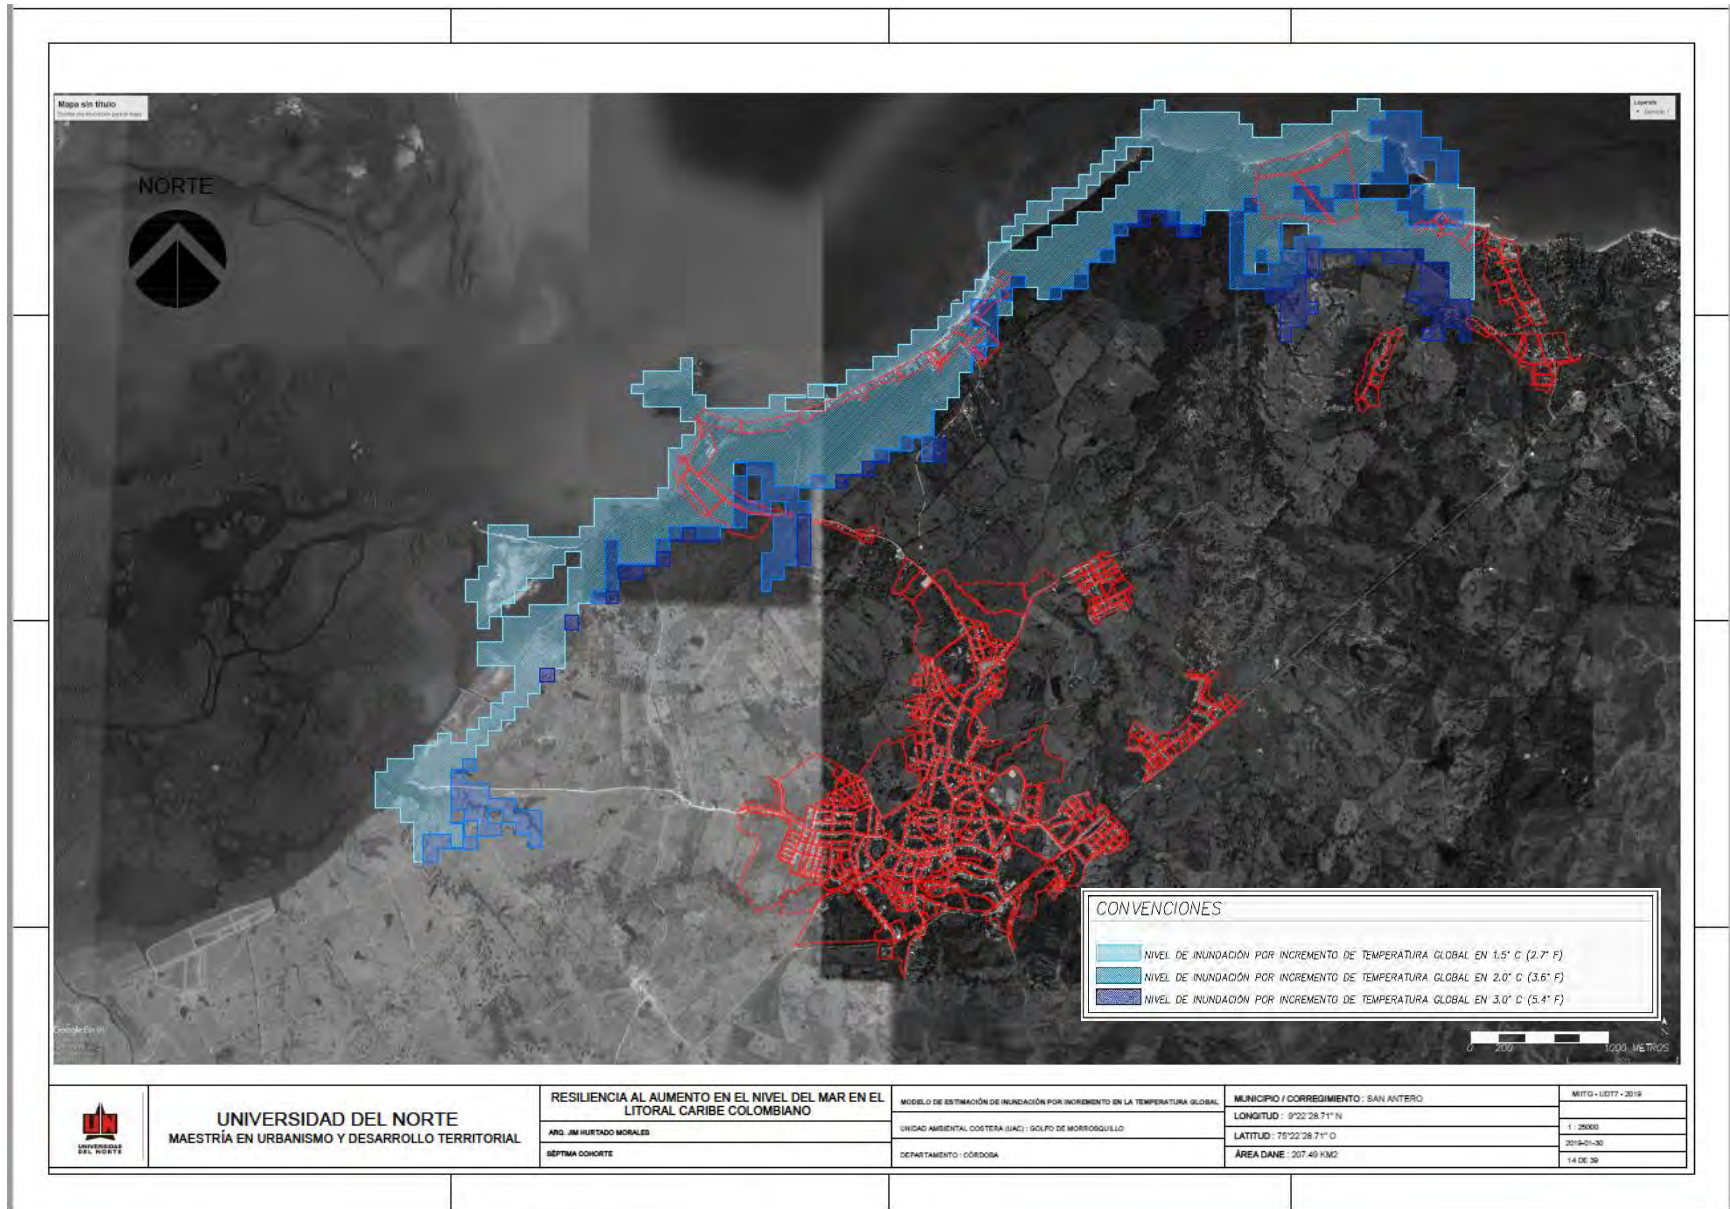 Mapa sin título
Leyenda
NORTE
CONVENCIONES
NIVEL DE INUNDACIÓN POR INCREMENTO DE TEMPERATURA GLOBAL EN 1.5° C (2.7° F)
NIVEL DE INUNDACIÓN POR INCREMENTO DE TEMPERATURA GLOBAL EN 2.0° C (3.6° F)
NIVEL DE INUNDACIÓN POR INCREMENTO DE TEMPERATURA GLOBAL EN 3.0° C (5.4° F)
Google Earth
0 200 1000 METROS
UNIVERSIDAD DEL NORTE
UNIVERSIDAD DEL NORTE
MAESTRÍA EN URBANISMO Y DESARROLLO TERRITORIAL
RESILIENCIA AL AUMENTO EN EL NIVEL DEL MAR EN EL LITORAL CARIBE COLOMBIANO
ARQ. JIM HURTADO MORALES
SÉPTIMA COHORTE
MODELO DE ESTIMACIÓN DE INUNDACIÓN POR INCREMENTO EN LA TEMPERATURA GLOBAL
UNIDAD AMBIENTAL COSTERA (UAC) : GOLFO DE MORROSQUILLO
DEPARTAMENTO : CÓRDOBA
MUNICIPIO / CORREGIMIENTO : SAN ANTERO
LONGITUD : 9°22'28.71" N
LATITUD : 75°22'28.71" O
ÁREA DANE : 207.49 KM2
MIITG - UDT7 - 2019
1 : 25000
2019-01-30
14 DE 39